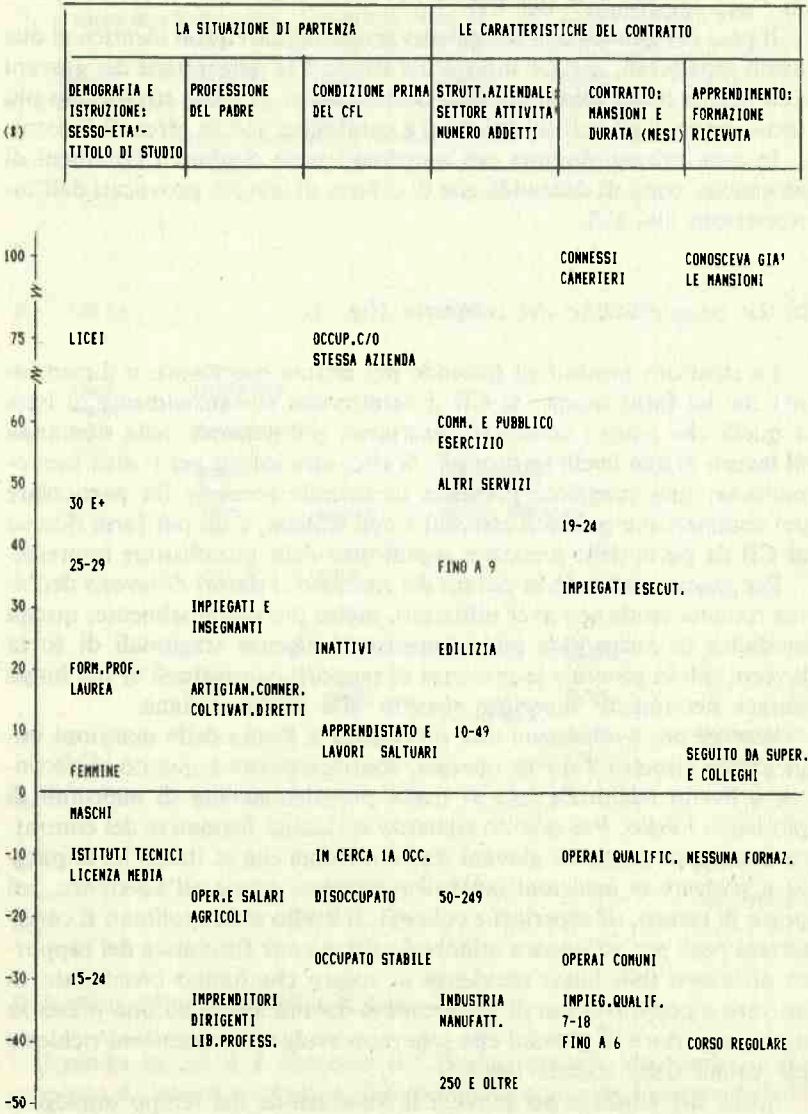 LA SITUAZIONE DI PARTENZA LE CARATTERISTICHE DEL CONTRATTO
DEMOGRAFIA E PROFESSIONE CONDIZIONE PRIMA STRUTT.AZIENDALE: CONTRATTO: APPRENDIMENTO:
ISTRUZIONE: DEL PADRE DEL CFL SETTORE ATTIVITA' MANSIONI E FORMAZIONE
(%) SESSO-ETA'- NUMERO ADDETTI DURATA (MESI) RICEVUTA
TITOLO DI STUDIO
100 CONNESSI CONOSCEVA GIA'
CAMERIERI LE MANSIONI
75 LICEI OCCUP.C/O
STESSA AZIENDA
60 COMM. E PUBBLICO
ESERCIZIO
50 ALTRI SERVIZI
30 E+
19-24
40
25-29 FINO A 9
IMPIEGATI ESECUT.
30 IMPIEGATI E
INSEGNANTI
INATTIVI EDILIZIA
20 FORM.PROF.
LAUREA ARTIGIAN.COMMER.
COLTIVAT.DIRETTI
10 APPRENDISTATO E 10-49
LAVORI SALTUARI SEGUITO DA SUPER.
FEMMINE E COLLEGHI
0
MASCHI
-10 ISTITUTI TECNICI IN CERCA 1A OCC. OPERAI QUALIFIC. NESSUNA FORMAZ.
LICENZA MEDIA
OPER.E SALARI DISOCCUPATO 50-249
-20 AGRICOLI
OCCUPATO STABILE OPERAI COMUNI
-30 15-24
IMPRENDITORI INDUSTRIA IMPIEG.QUALIF.
DIRIGENTI MANUFATT. 7-18
-40 LIB.PROFESS. FINO A 6 CORSO REGOLARE
250 E OLTRE
-50